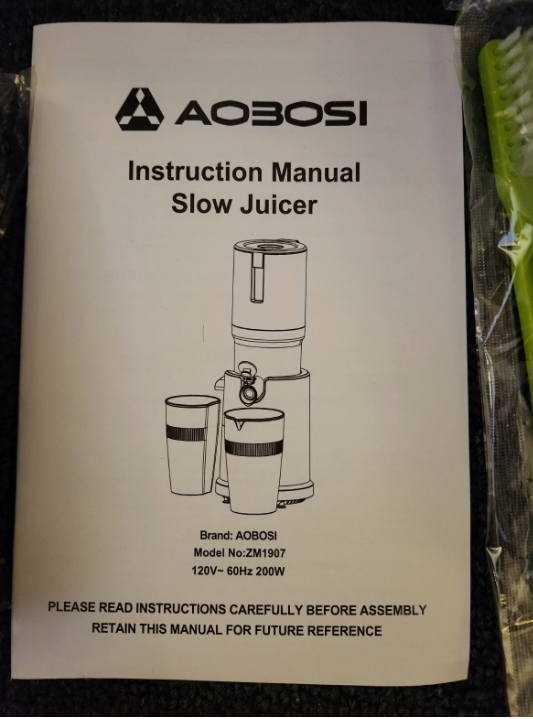 AOBOSI
Instruction Manual
Slow Juicer
Brand: AOBOSI
Model No:ZM1907
120V~ 60Hz 200W
PLEASE READ INSTRUCTIONS CAREFULLY BEFORE ASSEMBLY
RETAIN THIS MANUAL FOR FUTURE REFERENCE